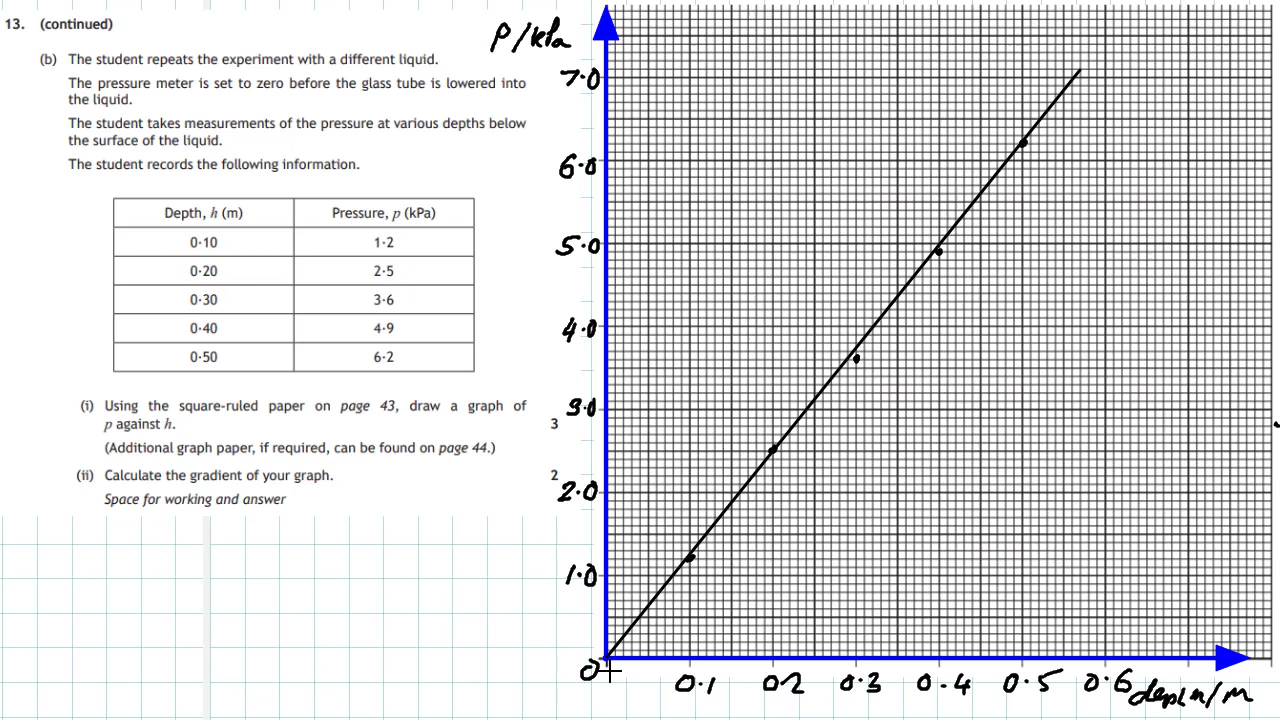 13. (continued)
(b) The student repeats the experiment with a different liquid.
The pressure meter is set to zero before the glass tube is lowered into
the liquid.
The student takes measurements of the pressure at various depths below
the surface of the liquid.
The student records the following information.
Depth, h (m) Pressure, p (kPa)
0·10 1·2
0·20 2·5
0·30 3·6
0·40 4·9
0·50 6·2
(i) Using the square-ruled paper on page 43, draw a graph of
p against h. 3
(Additional graph paper, if required, can be found on page 44.)
(ii) Calculate the gradient of your graph. 2
Space for working and answer
P/kPa
7.0
6.0
5.0
4.0
3.0
2.0
1.0
0
0.1 0.2 0.3 0.4 0.5 0.6 depth/m